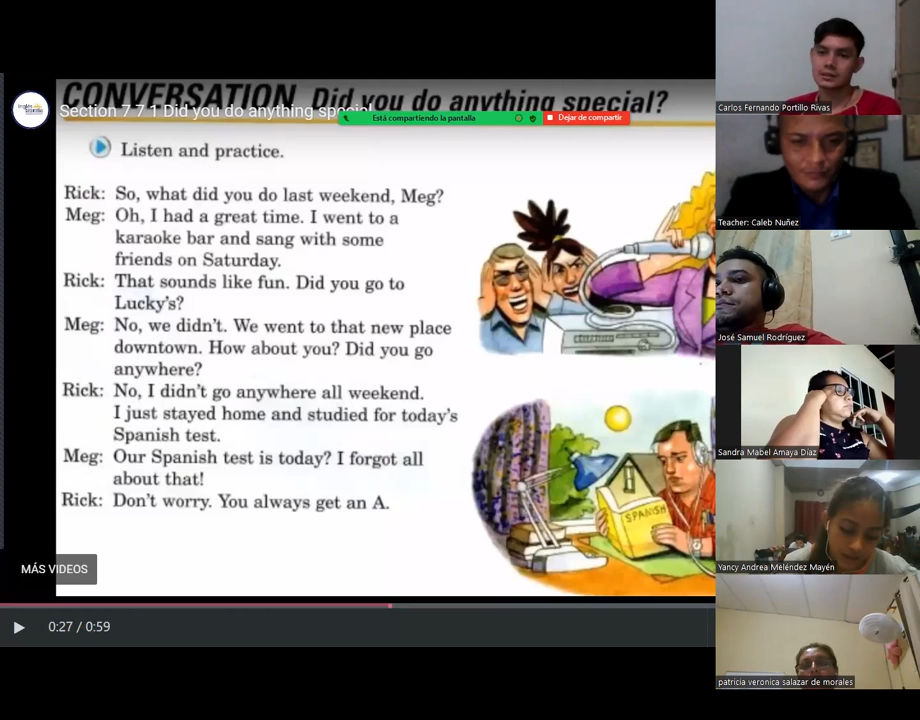 CONVERSATION Did you do anything special?
Section 7 7 1 Did you do anything special
Está compartiendo la pantalla
Dejar de compartir
Listen and practice.
Rick: So, what did you do last weekend, Meg?
Meg: Oh, I had a great time. I went to a
karaoke bar and sang with some
friends on Saturday.
Rick: That sounds like fun. Did you go to
Lucky's?
Meg: No, we didn't. We went to that new place
downtown. How about you? Did you go
anywhere?
Rick: No, I didn't go anywhere all weekend.
I just stayed home and studied for today's
Spanish test.
Meg: Our Spanish test is today? I forgot all
about that!
Rick: Don't worry. You always get an A.
SPANISH
MÁS VIDEOS
0:27 / 0:59
Carlos Fernando Portillo Rivas
Teacher: Caleb Nuñez
José Samuel Rodríguez
Sandra Mabel Amaya Díaz
Yancy Andrea Meléndez Mayén
patricia veronica salazar de morales